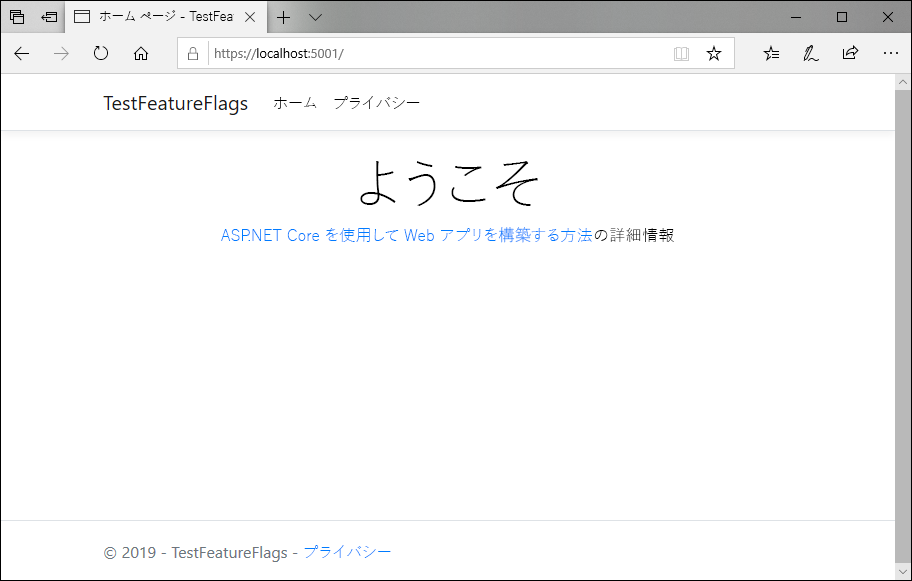 ホーム ページ - TestFea
https://localhost:5001/
TestFeatureFlags ホーム プライバシー
ようこそ
ASP.NET Core を使用して Web アプリを構築する方法の詳細情報
© 2019 - TestFeatureFlags - プライバシー